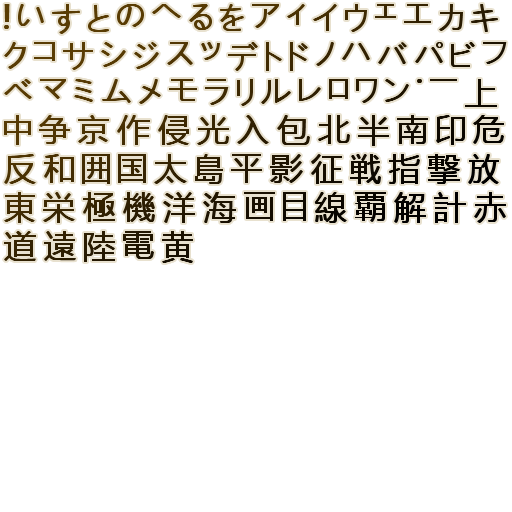 !いすとのへるをアィイウェエカキ
クコサシジスッデトドノハバパビフ
ベマミムメモラリルレロワン・ー上
中争京作侵光入包北半南印危
反和囲国太島平影征戦指撃放
東栄極機洋海画目線覇解計赤
道遠陸電黄